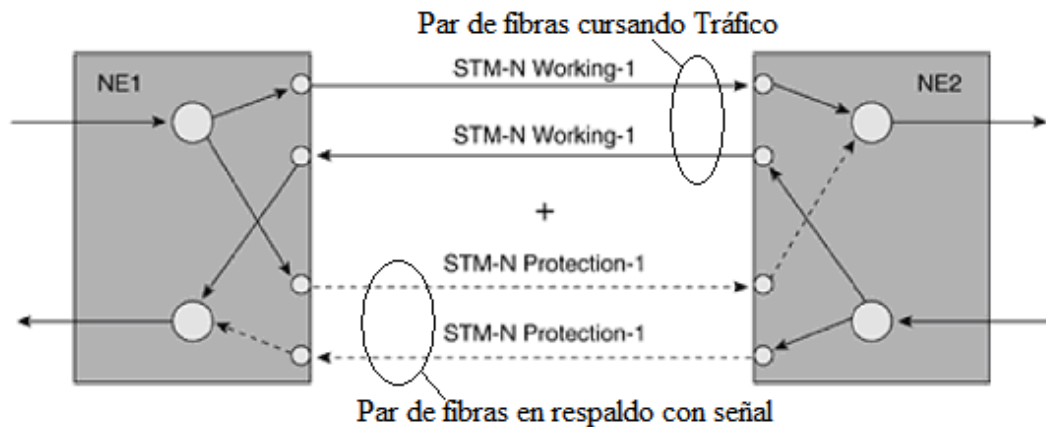 Par de fibras cursando Tráfico
NE1
STM-N Working-1
NE2
STM-N Working-1
+
STM-N Protection-1
STM-N Protection-1
Par de fibras en respaldo con señal